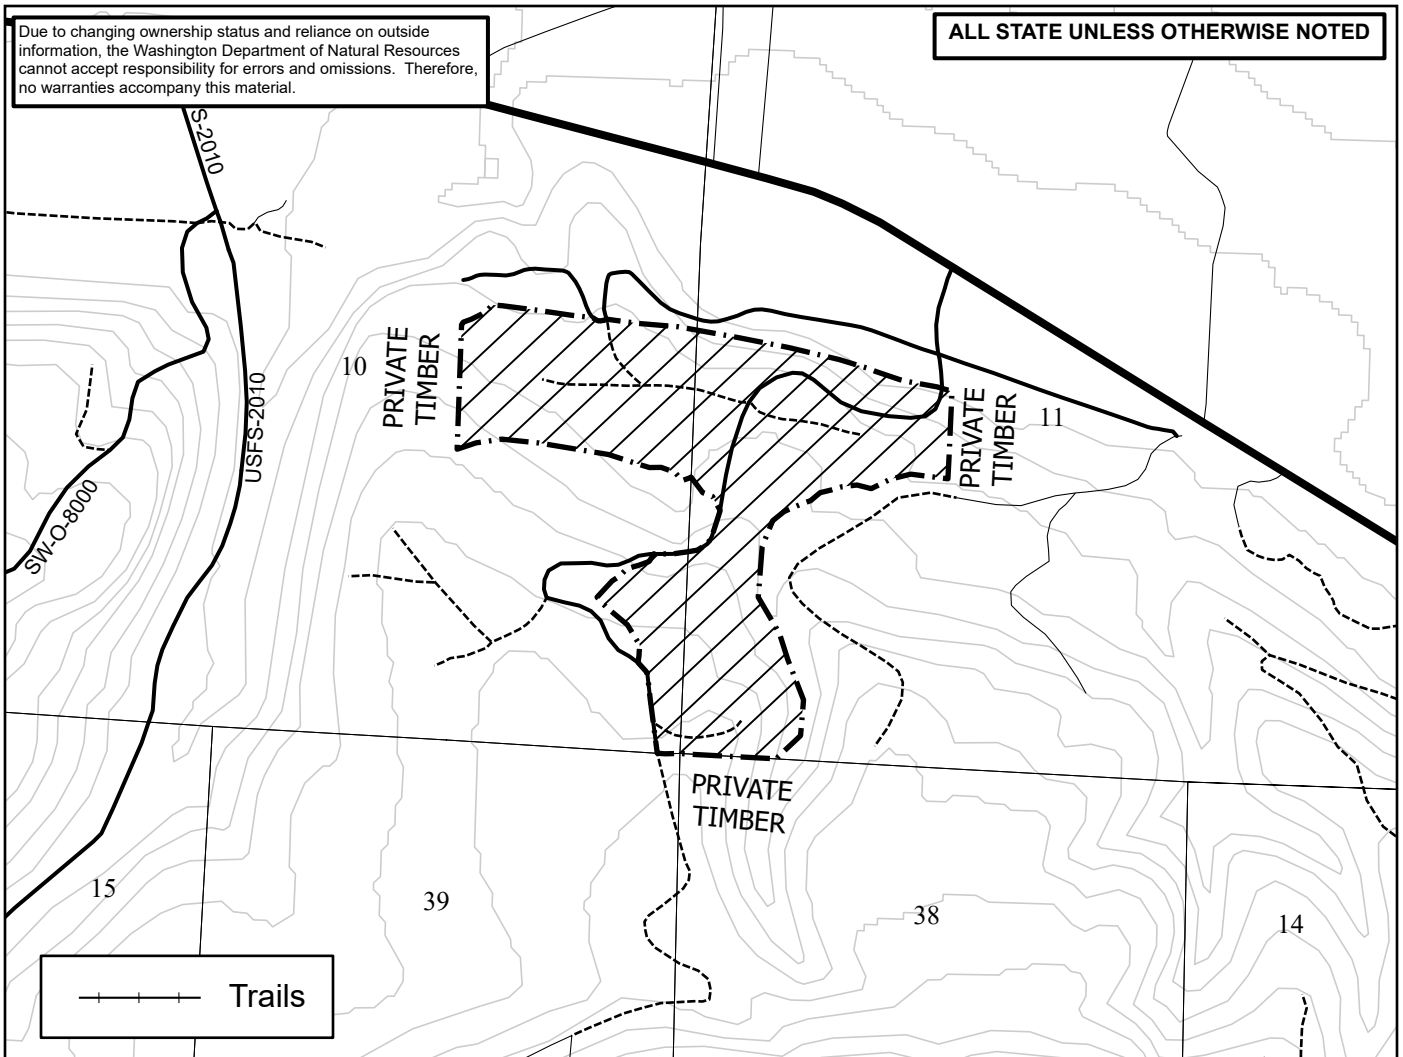 Due to changing ownership status and reliance on outside
information, the Washington Department of Natural Resources
cannot accept responsibility for errors and omissions.  Therefore,
no warranties accompany this material.
ALL STATE UNLESS OTHERWISE NOTED
S-2010
10
PRIVATE
TIMBER
USFS-2010
PRIVATE
TIMBER
11
SW-O-8000
PRIVATE
TIMBER
15
39
38
14
Trails